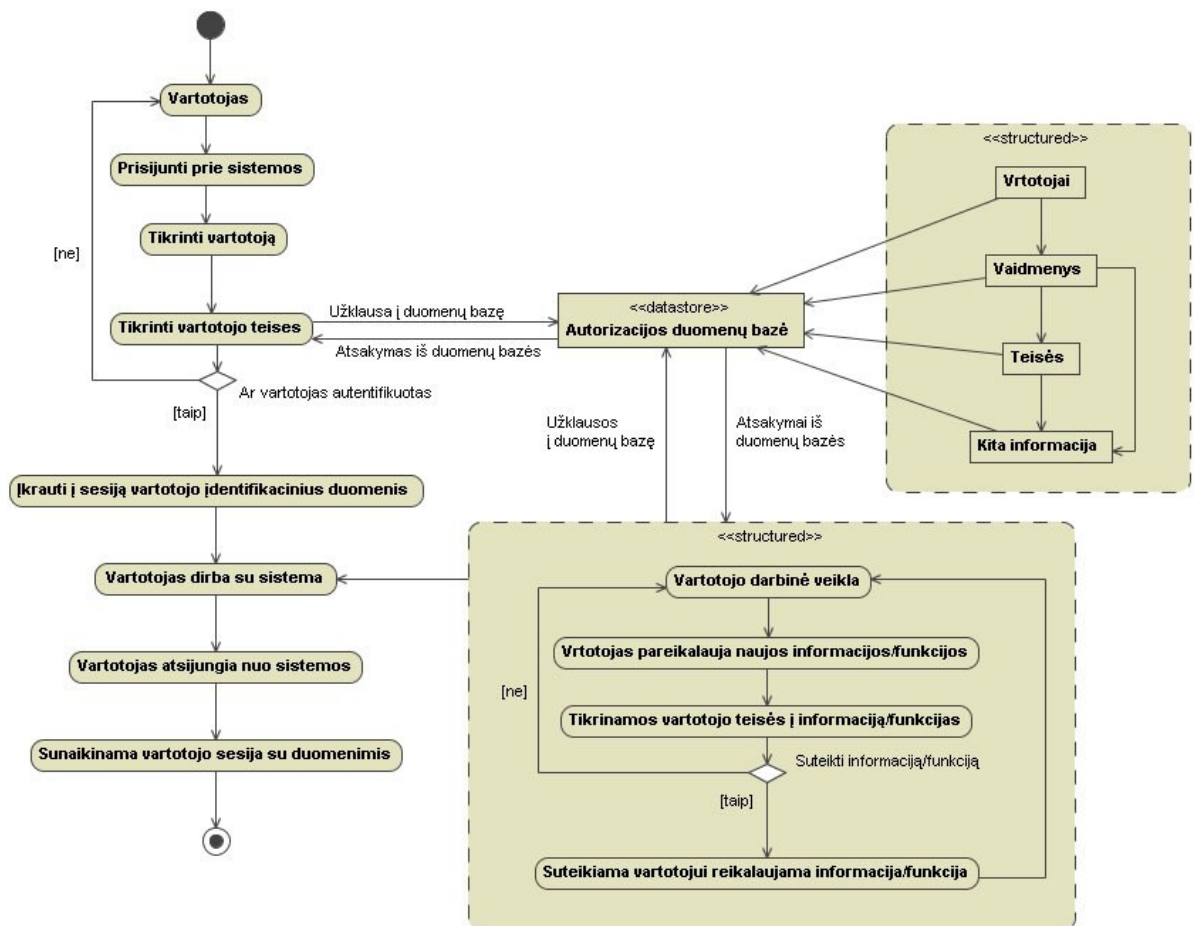 Vartotojas
Prisijunti prie sistemos
Tikrinti vartotoją
[ne]
Tikrinti vartotojo teises
Užklausa į duomenų bazę
Atsakymas iš duomenų bazės
Ar vartotojas autentifikuotas
[taip]
Įkrauti į sesiją vartotojo įdentifikacinius duomenis
Vartotojas dirba su sistema
Vartotojas atsijungia nuo sistemos
Sunaikinama vartotojo sesija su duomenimis
<<datastore>>
Autorizacijos duomenų bazė
Užklausos
į duomenų bazę
Atsakymai iš
duomenų bazės
<<structured>>
Vrtotojai
Vaidmenys
Teisės
Kita informacija
<<structured>>
Vartotojo darbinė veikla
Vrtotojas pareikalauja naujos informacijos/funkcijos
[ne]
Tikrinamos vartotojo teisės į informaciją/funkcijas
Suteikti informaciją/funkciją
[taip]
Suteikiama vartotojui reikalaujama informacija/funkcija